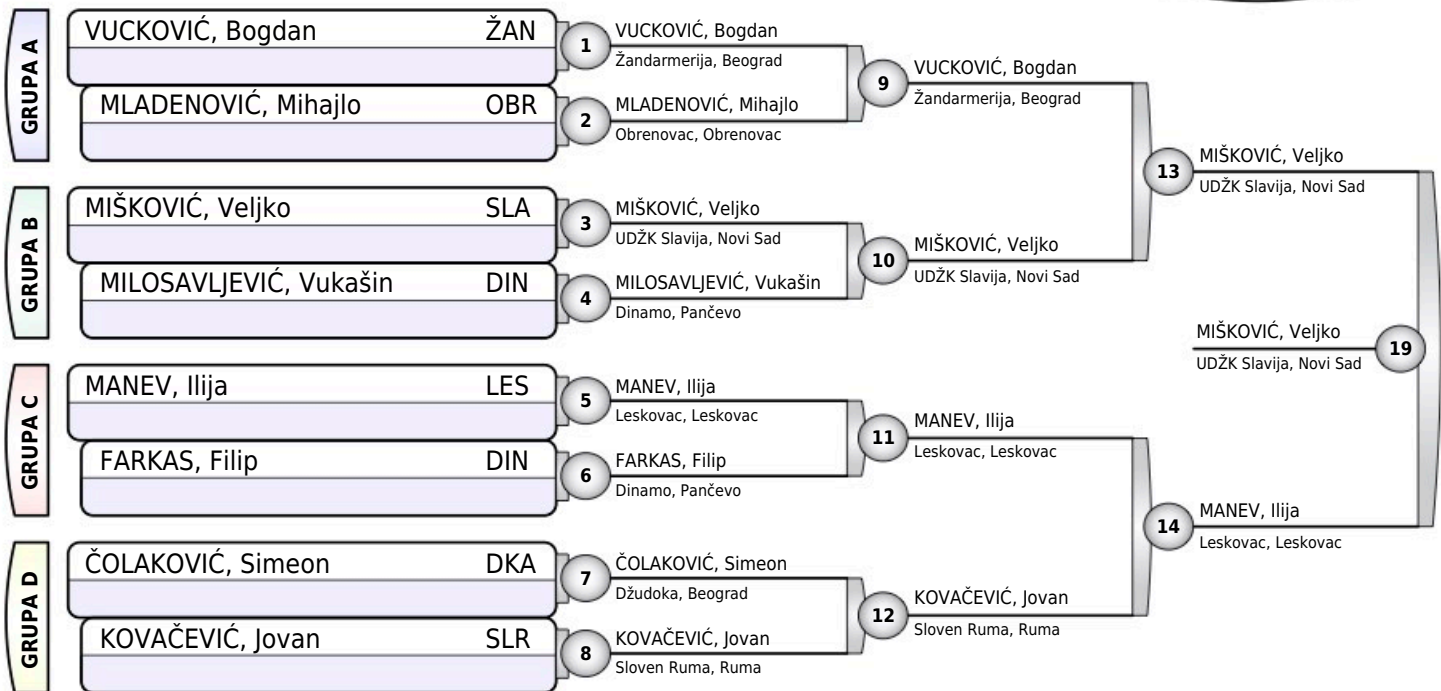 GRUPA A
VUCKOVIĆ, Bogdan ŽAN
MLADENOVIĆ, Mihajlo OBR
GRUPA B
MIŠKOVIĆ, Veljko SLA
MILOSAVLJEVIĆ, Vukašin DIN
GRUPA C
MANEV, Ilija LES
FARKAS, Filip DIN
GRUPA D
ČOLAKOVIĆ, Simeon DKA
KOVAČEVIĆ, Jovan SLR
1
VUCKOVIĆ, Bogdan
Žandarmerija, Beograd
2
MLADENOVIĆ, Mihajlo
Obrenovac, Obrenovac
3
MIŠKOVIĆ, Veljko
UDŽK Slavija, Novi Sad
4
MILOSAVLJEVIĆ, Vukašin
Dinamo, Pančevo
5
MANEV, Ilija
Leskovac, Leskovac
6
FARKAS, Filip
Dinamo, Pančevo
7
ČOLAKOVIĆ, Simeon
Džudoka, Beograd
8
KOVAČEVIĆ, Jovan
Sloven Ruma, Ruma
9
VUCKOVIĆ, Bogdan
Žandarmerija, Beograd
10
MIŠKOVIĆ, Veljko
UDŽK Slavija, Novi Sad
11
MANEV, Ilija
Leskovac, Leskovac
12
KOVAČEVIĆ, Jovan
Sloven Ruma, Ruma
13
MIŠKOVIĆ, Veljko
UDŽK Slavija, Novi Sad
14
MANEV, Ilija
Leskovac, Leskovac
MIŠKOVIĆ, Veljko
UDŽK Slavija, Novi Sad
19